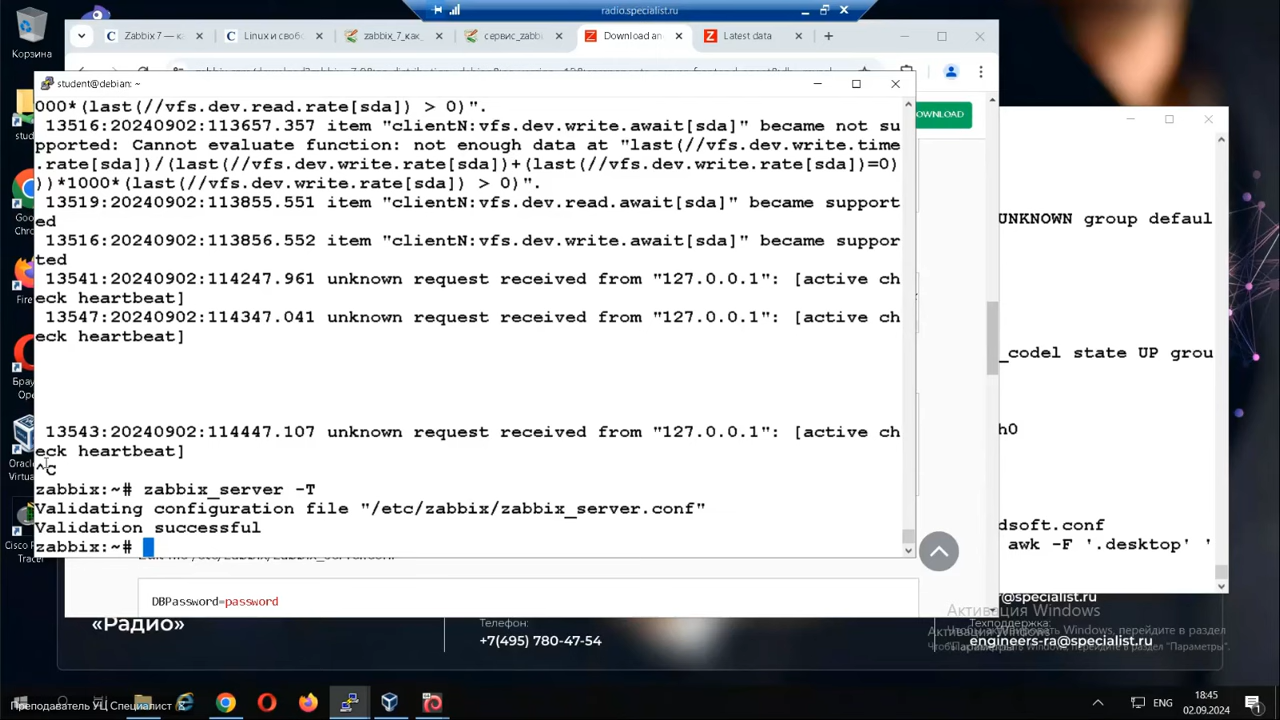 radio.specialist.ru
Корзина
Zabbix 7 — к
Linux и своб
zabbix_7_как_
сервис_zabbi
Download an
Latest data
student@debian: ~
OWNLOAD
000*(last(//vfs.dev.read.rate[sda]) > 0)".
13516:20240902:113657.357 item "clientN:vfs.dev.write.await[sda]" became not su
pported: Cannot evaluate function: not enough data at "last(//vfs.dev.write.time
.rate[sda])/(last(//vfs.dev.write.rate[sda])+(last(//vfs.dev.write.rate[sda])=0)
))*1000*(last(//vfs.dev.write.rate[sda]) > 0)".
13519:20240902:113855.551 item "clientN:vfs.dev.read.await[sda]" became support
ed
13516:20240902:113856.552 item "clientN:vfs.dev.write.await[sda]" became suppor
ted
13541:20240902:114247.961 unknown request received from "127.0.0.1": [active ch
eck heartbeat]
13547:20240902:114347.041 unknown request received from "127.0.0.1": [active ch
eck heartbeat]
13543:20240902:114447.107 unknown request received from "127.0.0.1": [active ch
eck heartbeat]
^C
zabbix:~# zabbix_server -T
Validating configuration file "/etc/zabbix/zabbix_server.conf"
Validation successful
zabbix:~#
UNKNOWN group defaul
_codel state UP grou
h0
dsoft.conf
awk -F '.desktop' '
DBPassword=password
«Радио»
Телефон:
+7(495) 780-47-54
@specialist.ru
Техподдержка:
engineers-ra@specialist.ru
Активация Windows
Чтобы активировать Windows, перейдите в раздел
"Параметры".
Преподаватель УЦ Специалист
ENG
18:45
02.09.2024